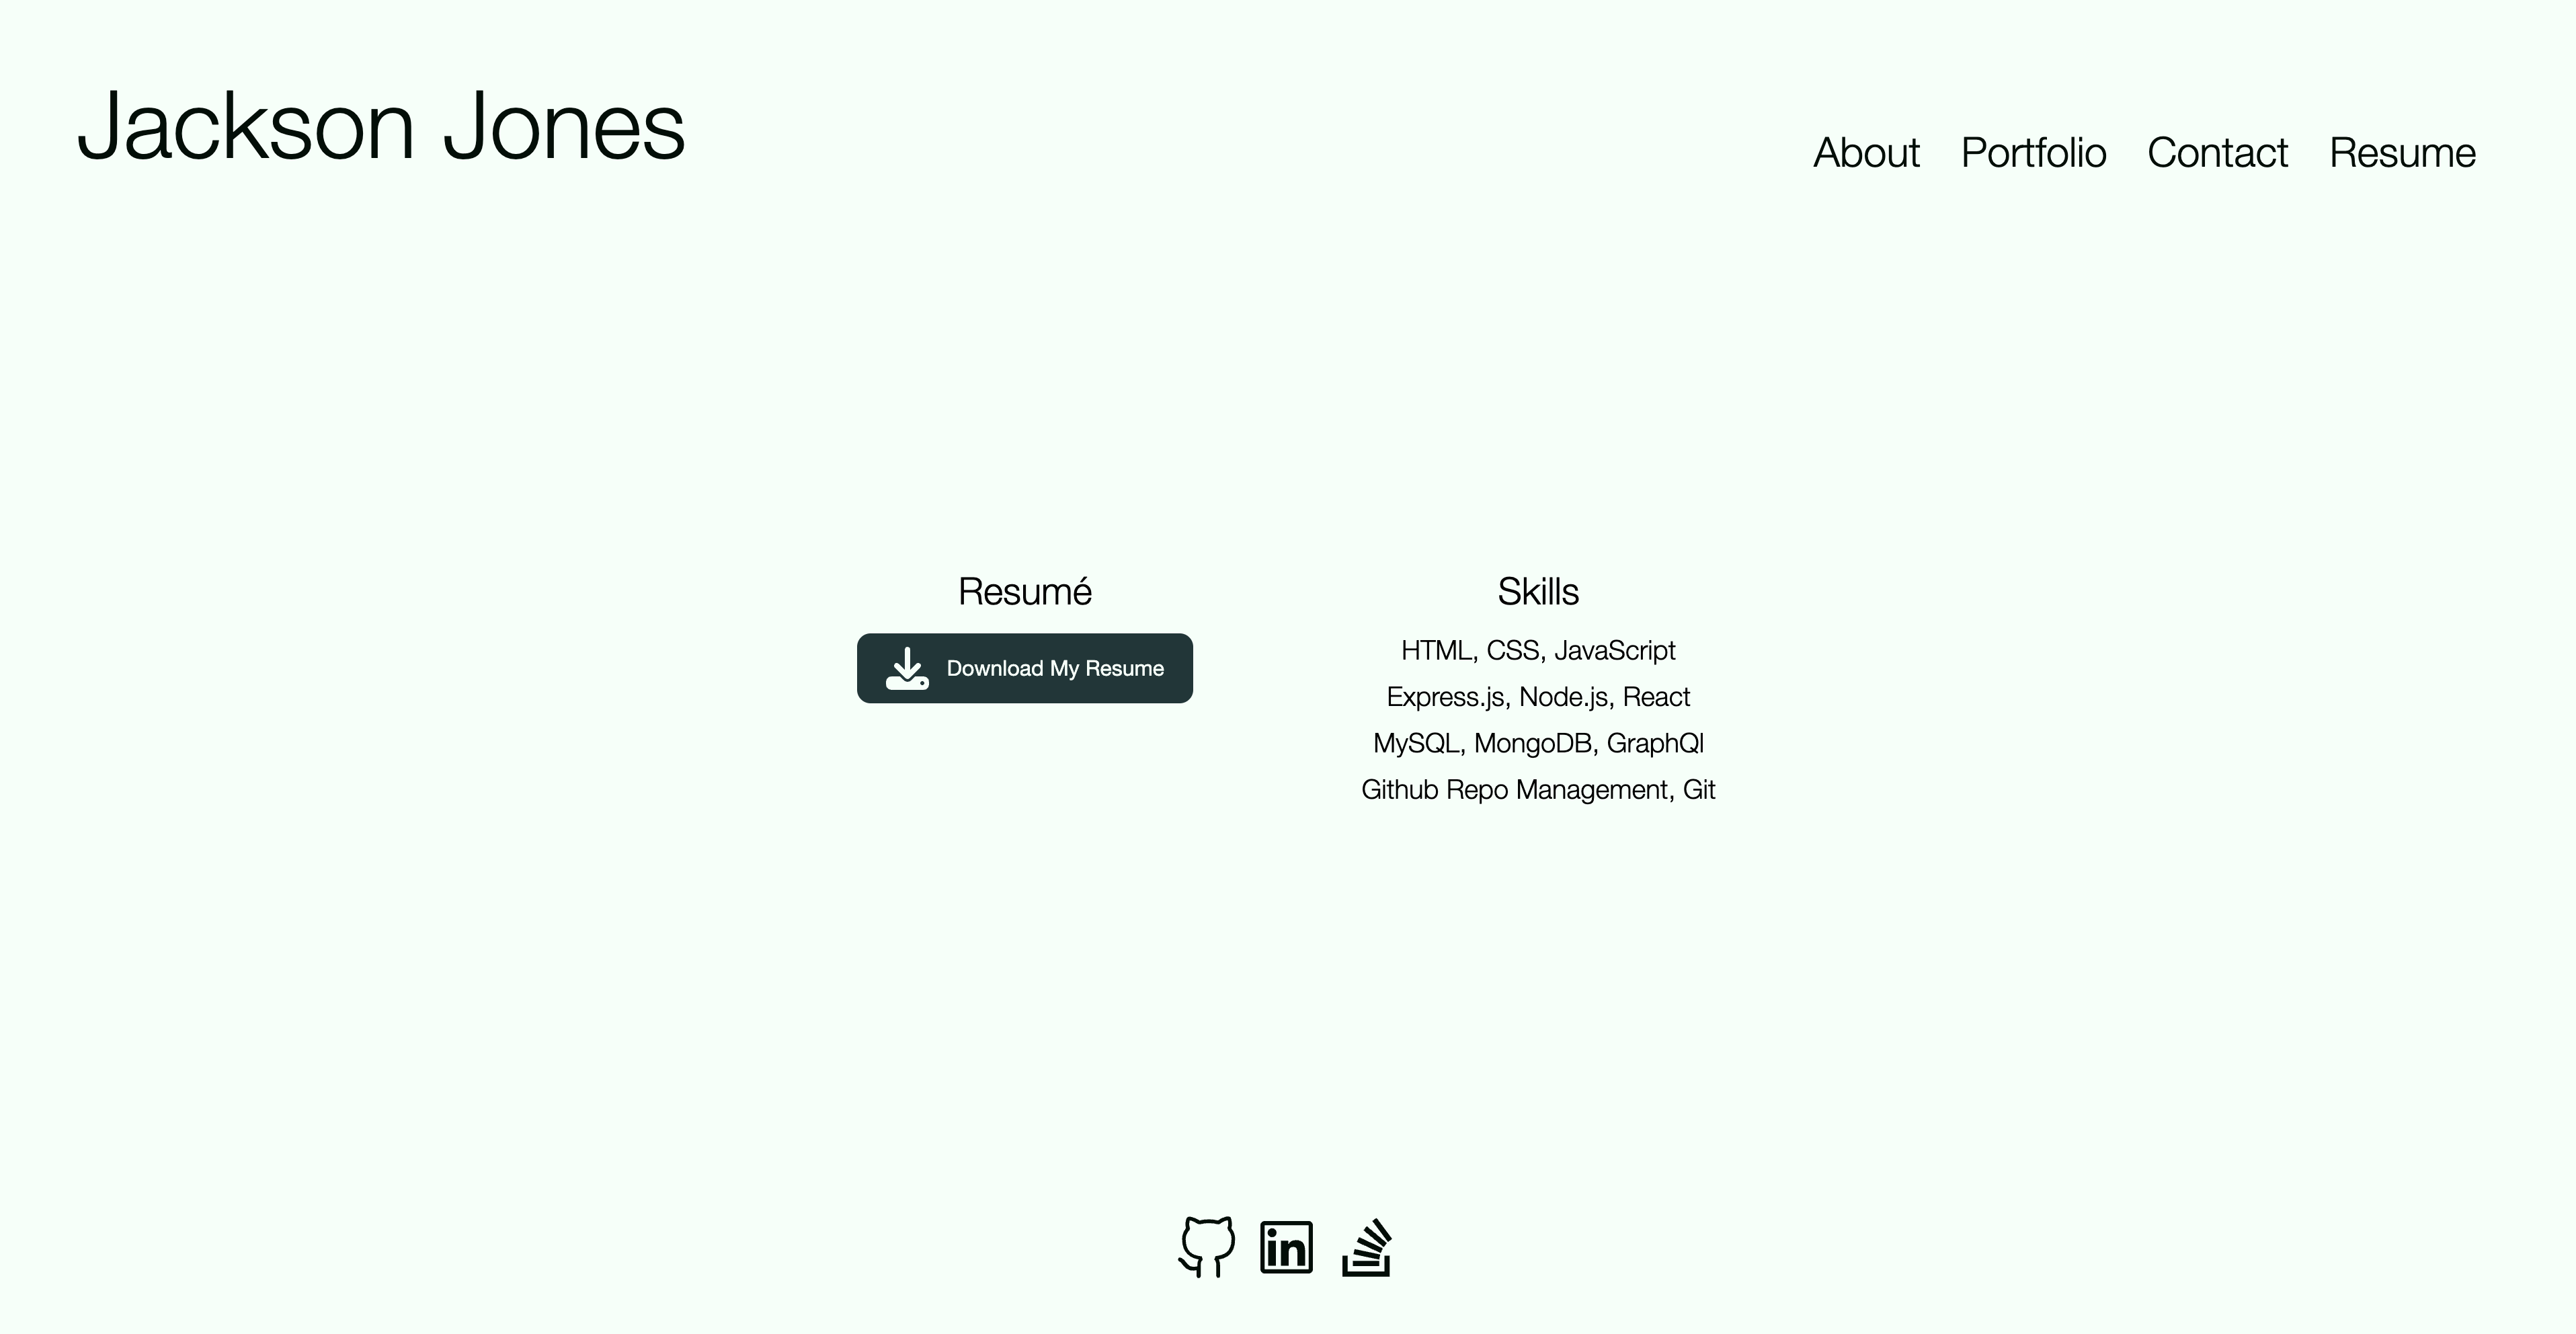 Jackson Jones
About Portfolio Contact Resume
Resumé
Download My Resume
Skills
HTML, CSS, JavaScript
Express.js, Node.js, React
MySQL, MongoDB, GraphQl
Github Repo Management, Git
in